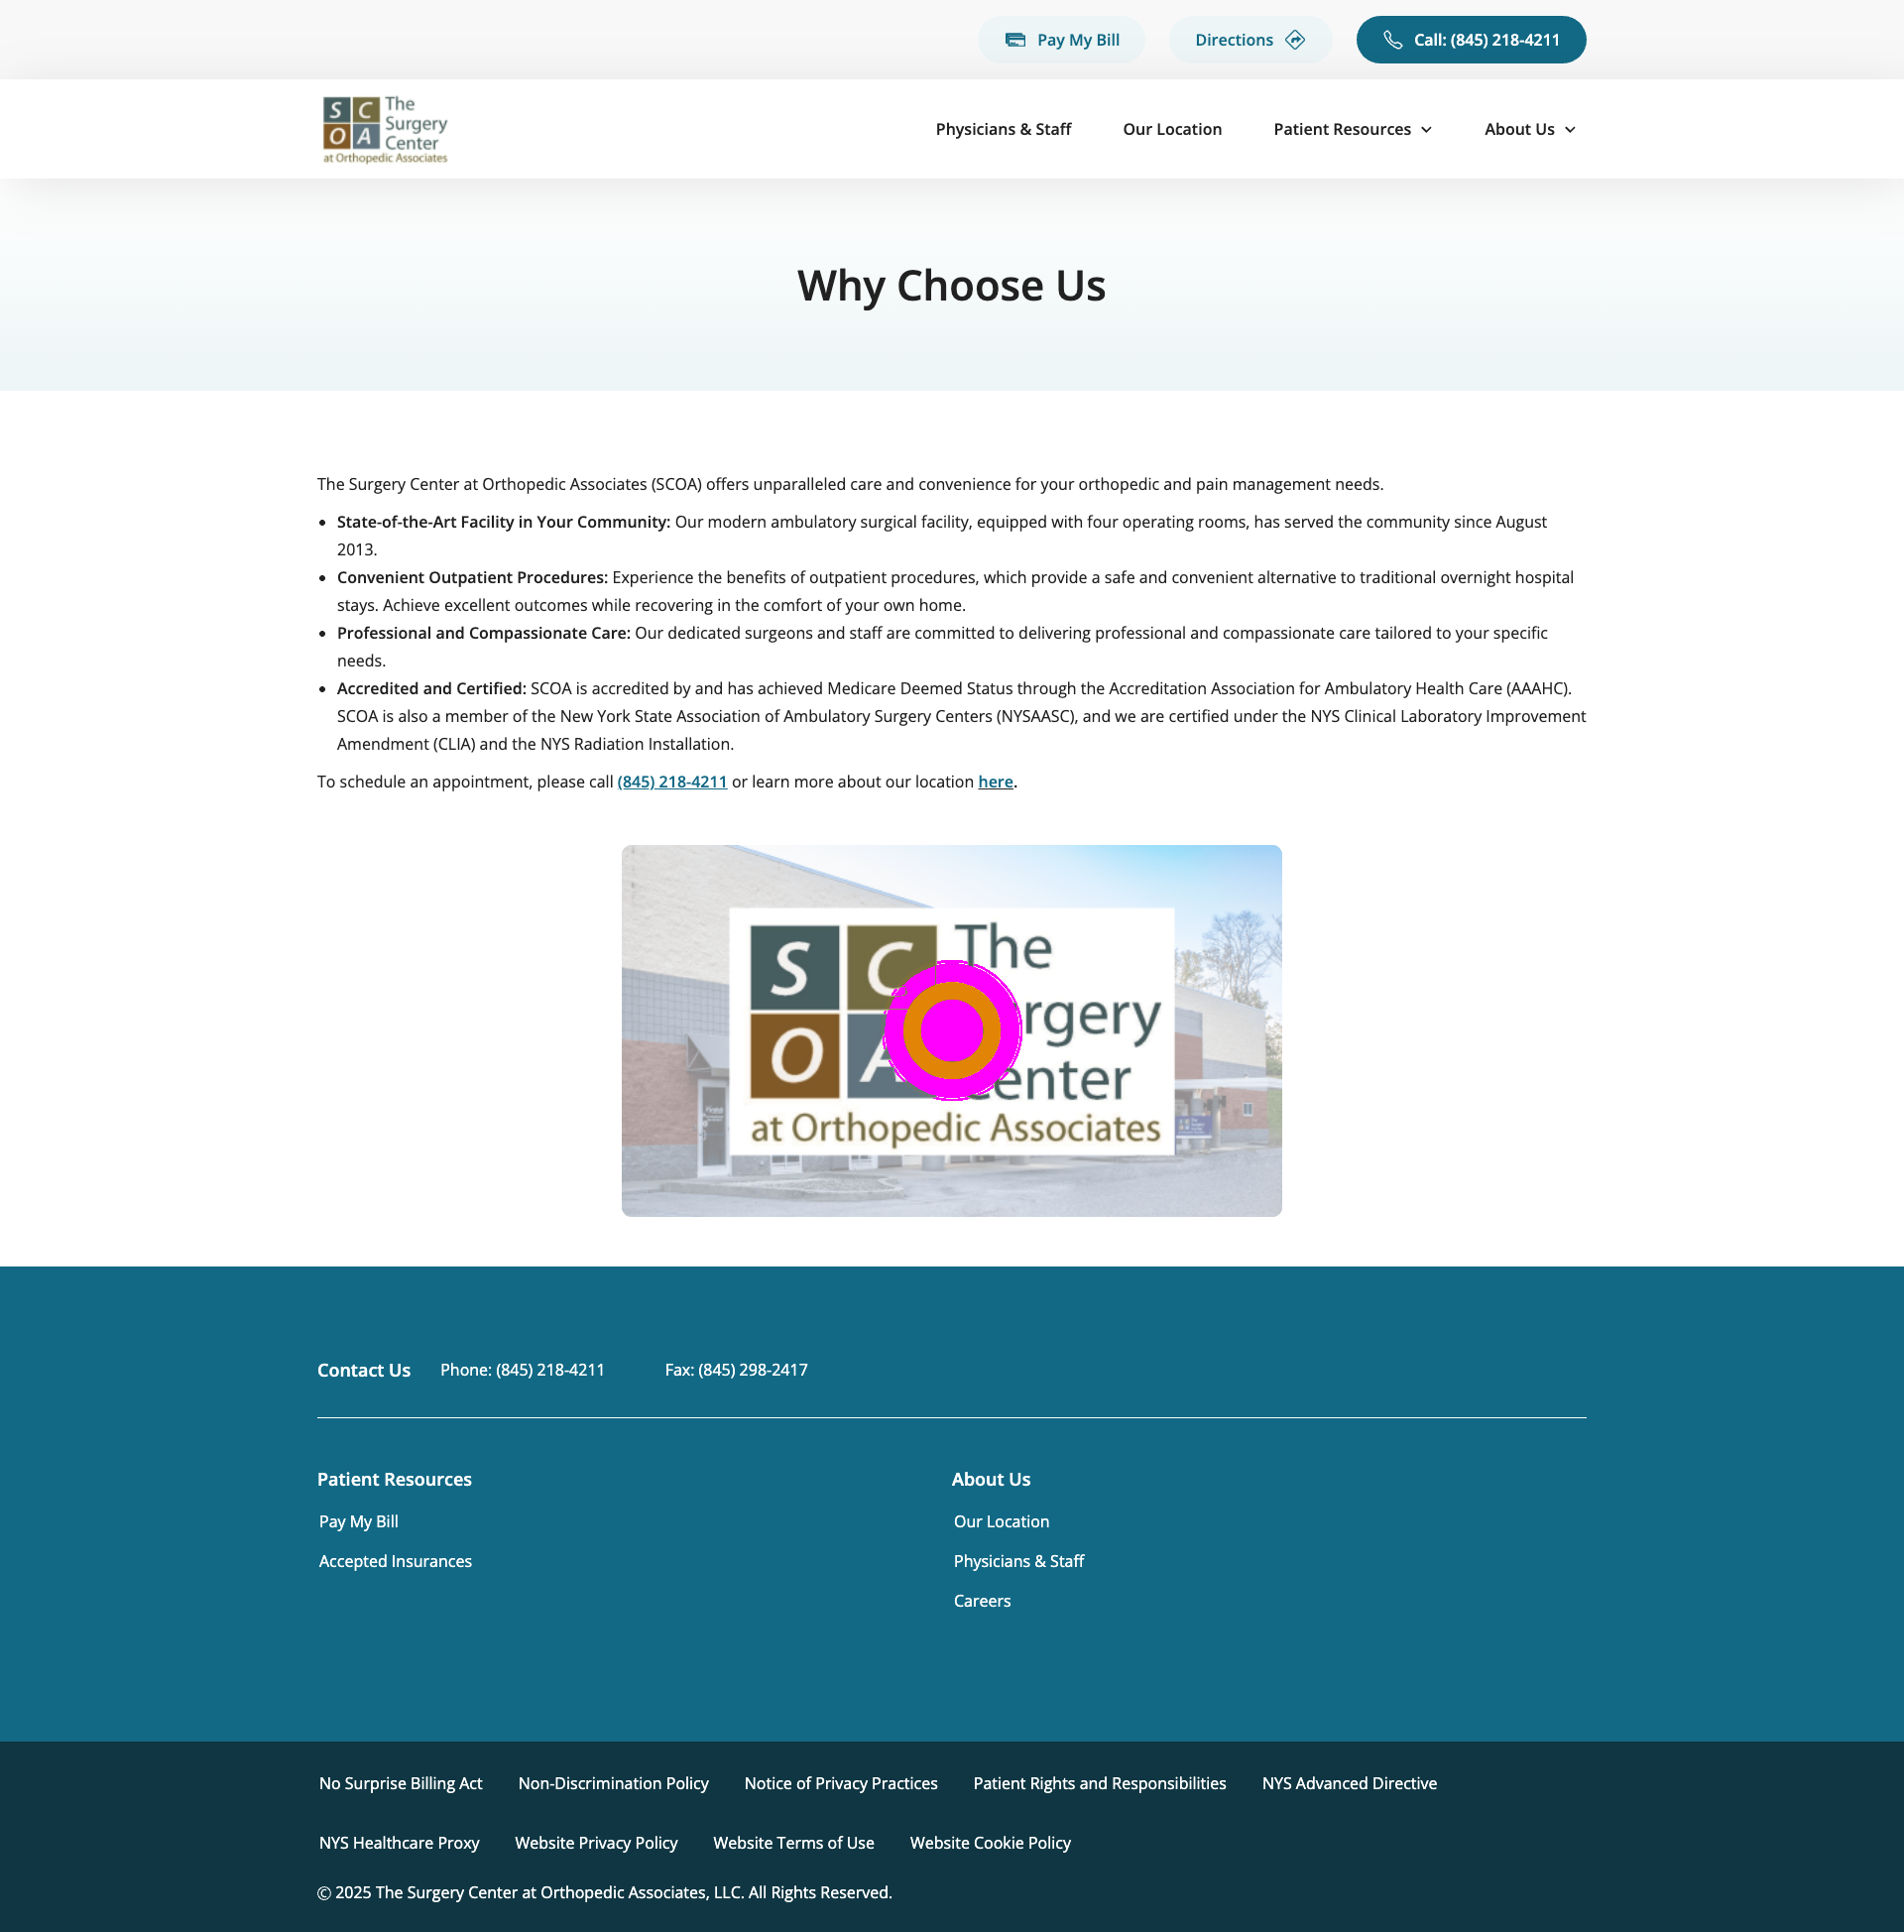 Pay My Bill
Directions
Call: (845) 218-4211
S C O A The Surgery Center
at Orthopedic Associates
Physicians & Staff
Our Location
Patient Resources
About Us
Why Choose Us
The Surgery Center at Orthopedic Associates (SCOA) offers unparalleled care and convenience for your orthopedic and pain management needs.
• State-of-the-Art Facility in Your Community: Our modern ambulatory surgical facility, equipped with four operating rooms, has served the community since August
2013.
• Convenient Outpatient Procedures: Experience the benefits of outpatient procedures, which provide a safe and convenient alternative to traditional overnight hospital
stays. Achieve excellent outcomes while recovering in the comfort of your own home.
• Professional and Compassionate Care: Our dedicated surgeons and staff are committed to delivering professional and compassionate care tailored to your specific
needs.
• Accredited and Certified: SCOA is accredited by and has achieved Medicare Deemed Status through the Accreditation Association for Ambulatory Health Care (AAAHC).
SCOA is also a member of the New York State Association of Ambulatory Surgery Centers (NYSAASC), and we are certified under the NYS Clinical Laboratory Improvement
Amendment (CLIA) and the NYS Radiation Installation.
To schedule an appointment, please call (845) 218-4211 or learn more about our location here.
S C The
O A
at Orthopedic Associates
Contact Us
Phone: (845) 218-4211
Fax: (845) 298-2417
Patient Resources
Pay My Bill
Accepted Insurances
About Us
Our Location
Physicians & Staff
Careers
No Surprise Billing Act
Non-Discrimination Policy
Notice of Privacy Practices
Patient Rights and Responsibilities
NYS Advanced Directive
NYS Healthcare Proxy
Website Privacy Policy
Website Terms of Use
Website Cookie Policy
© 2025 The Surgery Center at Orthopedic Associates, LLC. All Rights Reserved.